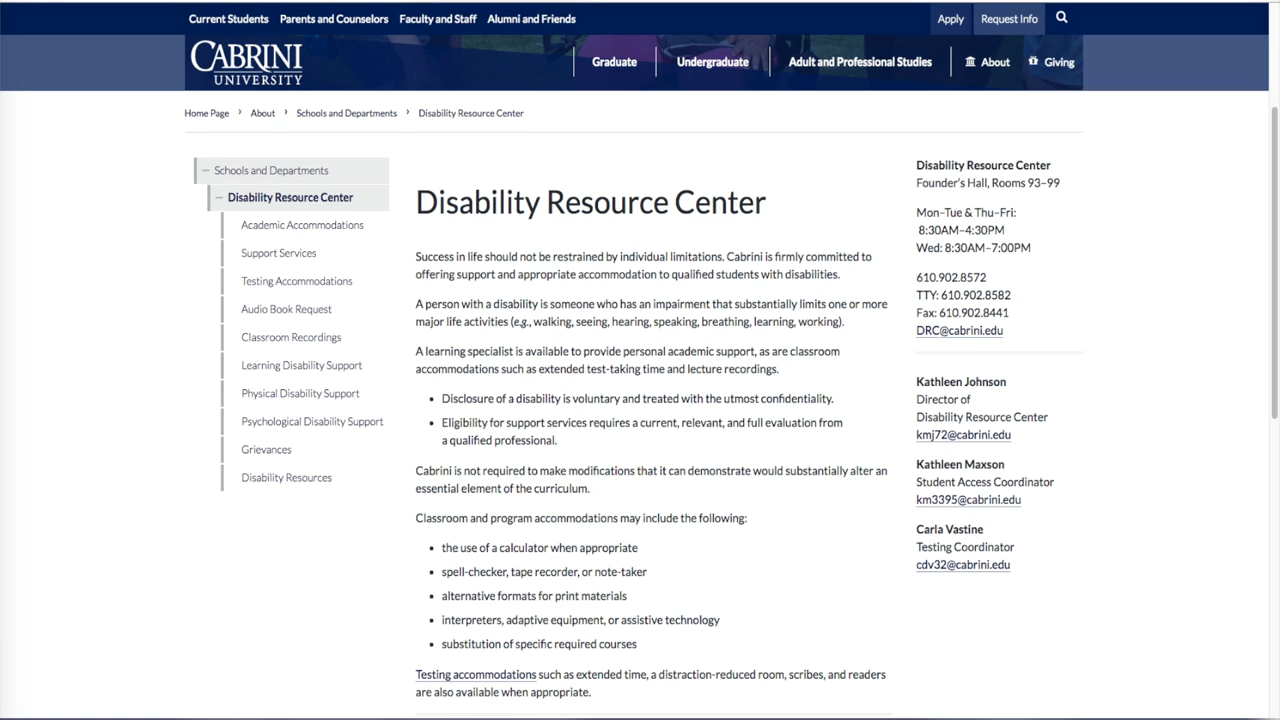 Current Students Parents and Counselors Faculty and Staff Alumni and Friends Apply Request Info
CABRINI
UNIVERSITY
Graduate Undergraduate Adult and Professional Studies About Giving
Home Page › About › Schools and Departments › Disability Resource Center
Schools and Departments
Disability Resource Center
Academic Accommodations
Support Services
Testing Accommodations
Audio Book Request
Classroom Recordings
Learning Disability Support
Physical Disability Support
Psychological Disability Support
Grievances
Disability Resources
Disability Resource Center
Success in life should not be restrained by individual limitations. Cabrini is firmly committed to
offering support and appropriate accommodation to qualified students with disabilities.
A person with a disability is someone who has an impairment that substantially limits one or more
major life activities (e.g., walking, seeing, hearing, speaking, breathing, learning, working).
A learning specialist is available to provide personal academic support, as are classroom
accommodations such as extended test-taking time and lecture recordings.
• Disclosure of a disability is voluntary and treated with the utmost confidentiality.
• Eligibility for support services requires a current, relevant, and full evaluation from
a qualified professional.
Cabrini is not required to make modifications that it can demonstrate would substantially alter an
essential element of the curriculum.
Classroom and program accommodations may include the following:
• the use of a calculator when appropriate
• spell-checker, tape recorder, or note-taker
• alternative formats for print materials
• interpreters, adaptive equipment, or assistive technology
• substitution of specific required courses
Testing accommodations such as extended time, a distraction-reduced room, scribes, and readers
are also available when appropriate.
Disability Resource Center
Founder's Hall, Rooms 93–99
Mon–Tue & Thu–Fri:
8:30AM–4:30PM
Wed: 8:30AM–7:00PM
610.902.8572
TTY: 610.902.8582
Fax: 610.902.8441
DRC@cabrini.edu
Kathleen Johnson
Director of
Disability Resource Center
kmj72@cabrini.edu
Kathleen Maxson
Student Access Coordinator
km3395@cabrini.edu
Carla Vastine
Testing Coordinator
cdv32@cabrini.edu